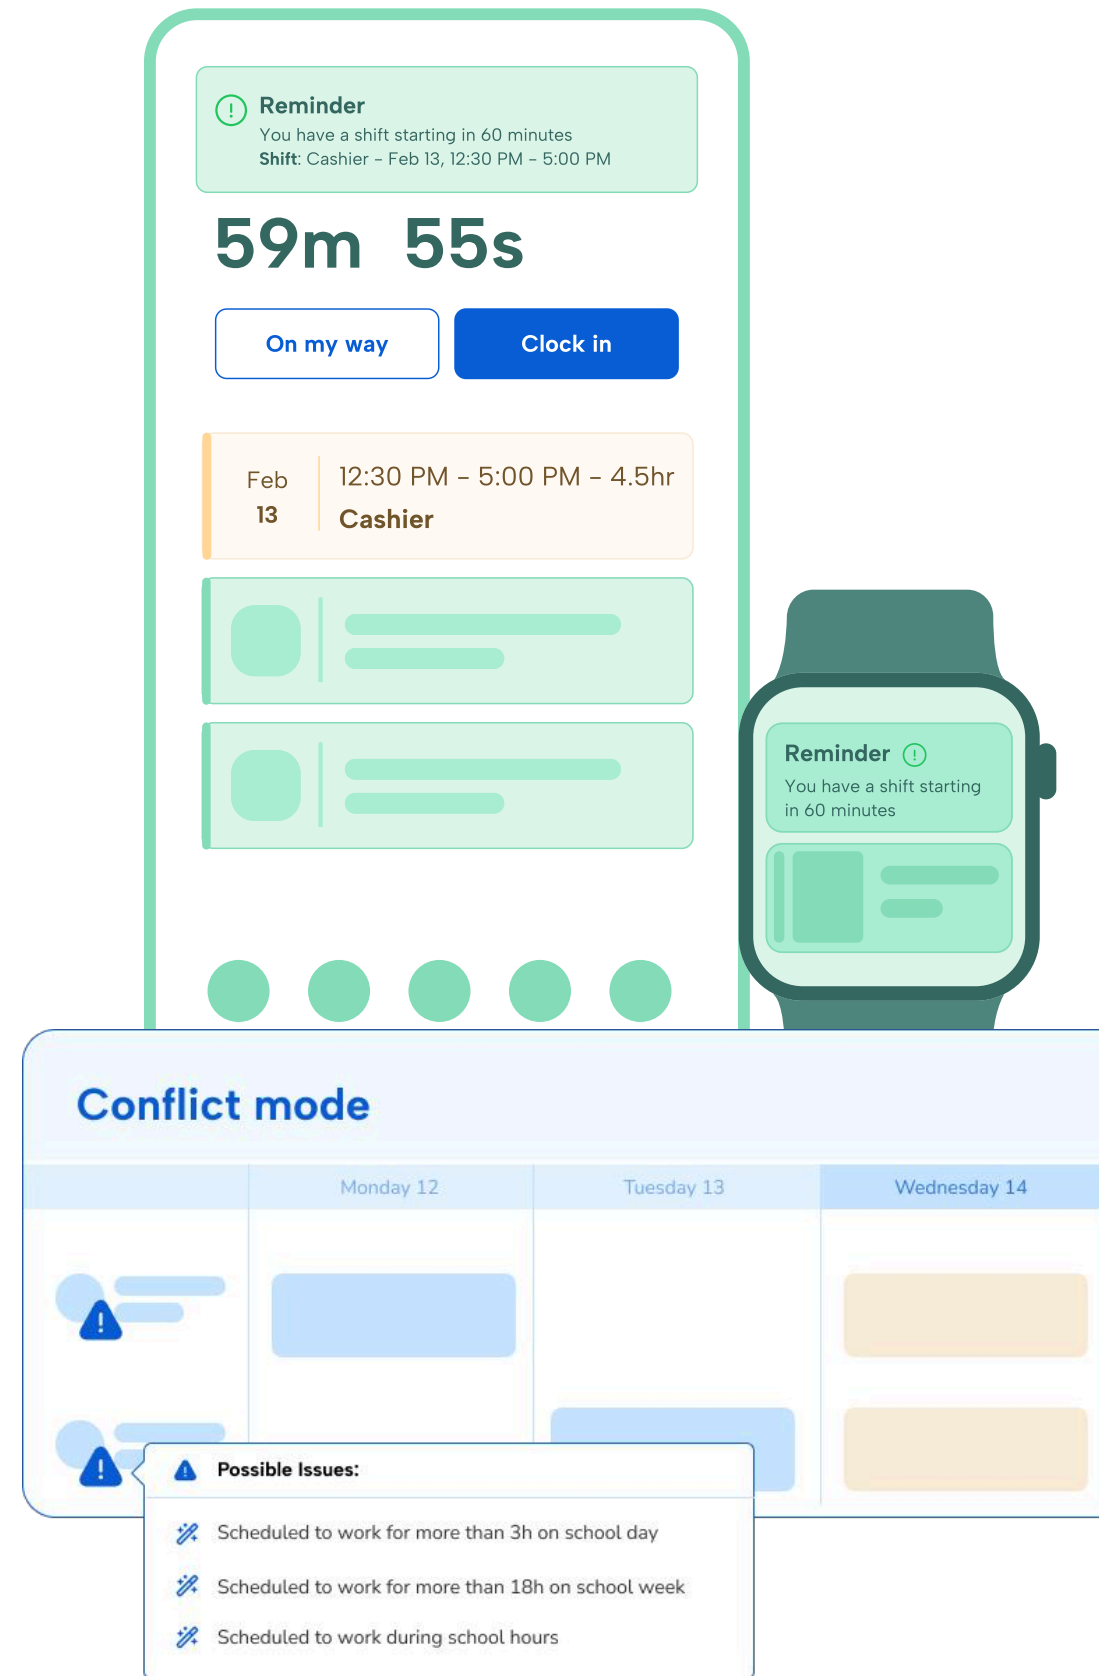 Reminder
You have a shift starting in 60 minutes
Shift: Cashier - Feb 13, 12:30 PM - 5:00 PM
59m 55s
On my way
Clock in
Feb
13
12:30 PM - 5:00 PM - 4.5hr
Cashier
Reminder
You have a shift starting
in 60 minutes
Conflict mode
Monday 12
Tuesday 13
Wednesday 14
Possible Issues:
Scheduled to work for more than 3h on school day
Scheduled to work for more than 18h on school week
Scheduled to work during school hours